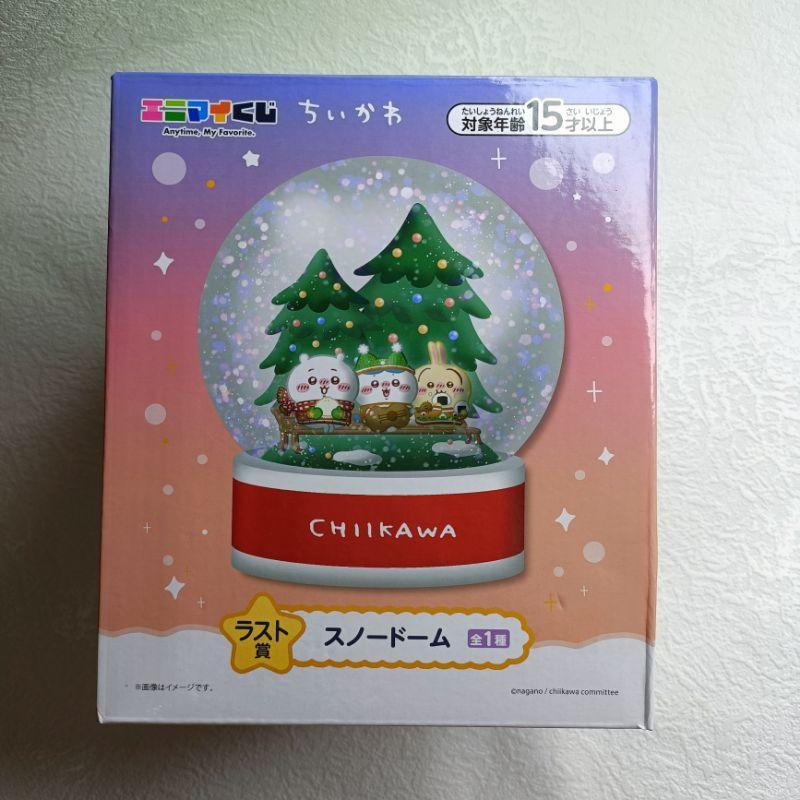 エニマイくじ
Anytime, My Favorite.
ちいかわ
たいしょうねんれい さい いじょう
対象年齢15才以上
CHIIKAWA
ラスト賞
スノードーム 全1種
※画像はイメージです。
©nagano / chiikawa committee